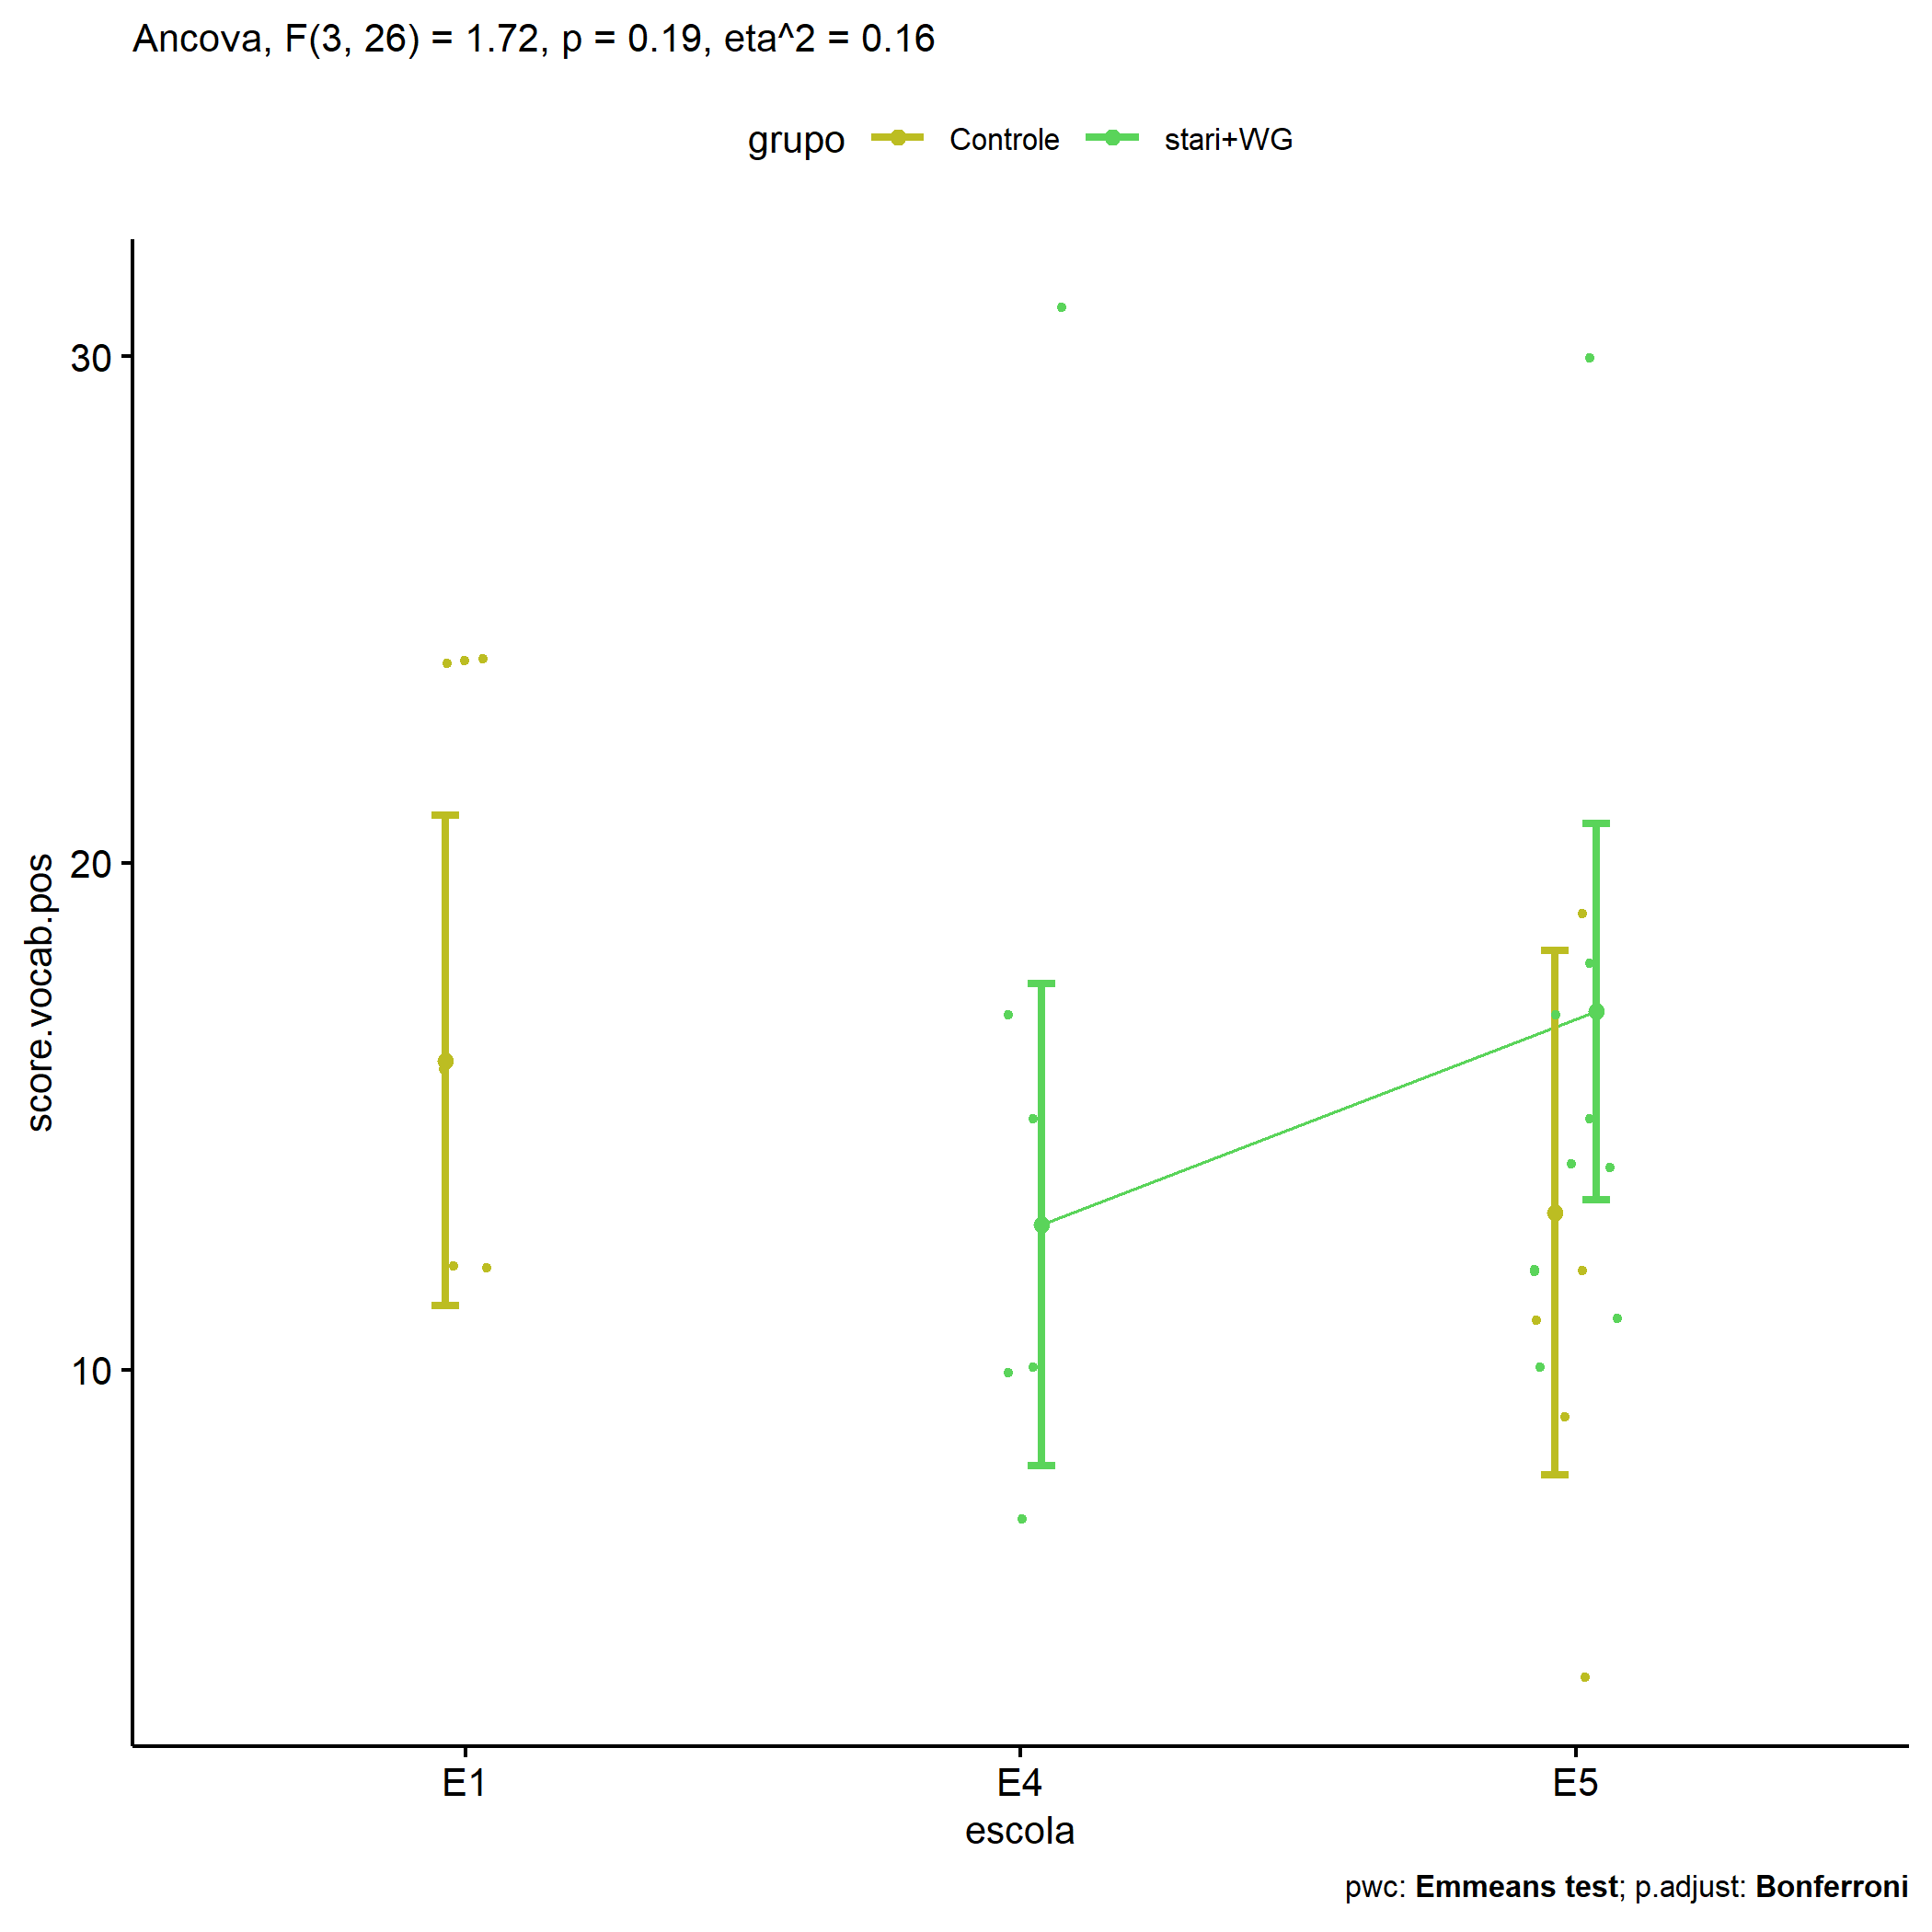 Ancova, F(3, 26) = 1.72, p = 0.19, eta^2 = 0.16
grupo Controle stari+WG
30
20
10
score.vocab.pos
E1 E4 E5
escola
pwc: Emmeans test; p.adjust: Bonferroni